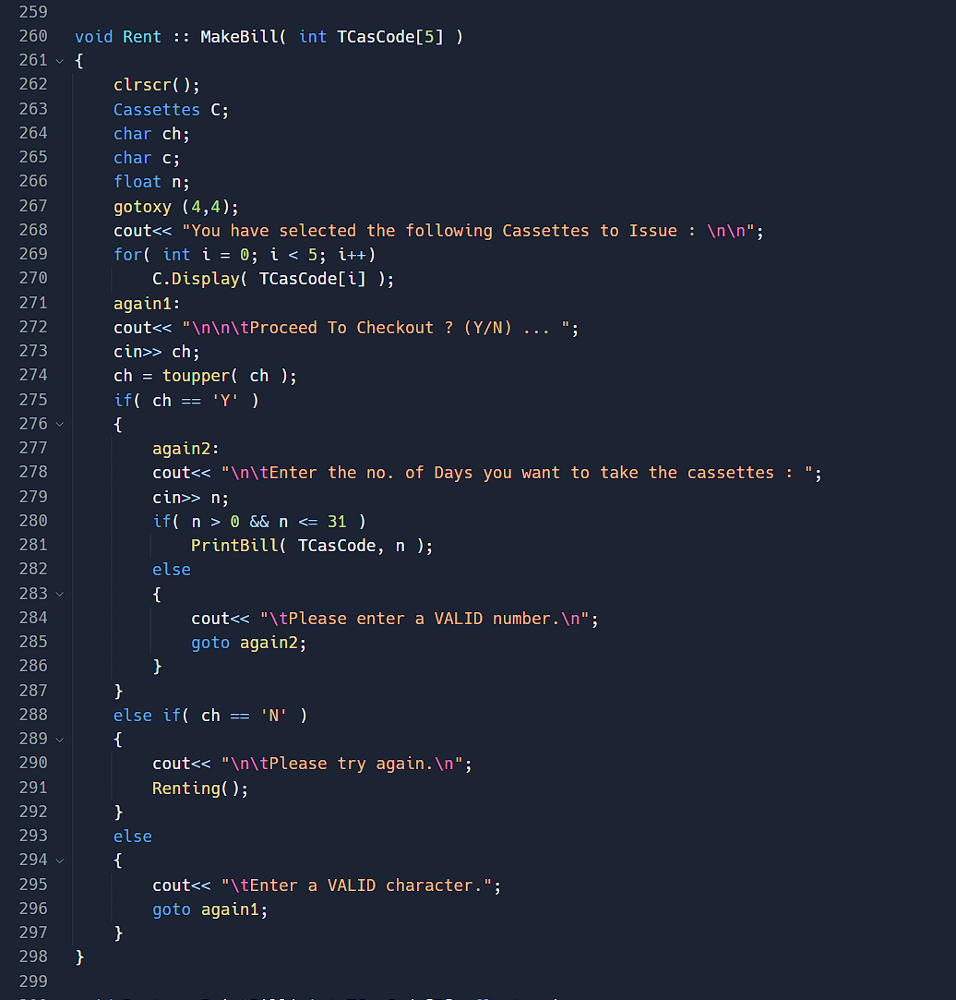 259
260 void Rent :: MakeBill( int TCasCode[5] )
261 {
262     clrscr();
263     Cassettes C;
264     char ch;
265     char c;
266     float n;
267     gotoxy (4,4);
268     cout<< "You have selected the following Cassettes to Issue : \n\n";
269     for( int i = 0; i < 5; i++)
270         C.Display( TCasCode[i] );
271     again1:
272     cout<< "\n\n\tProceed To Checkout ? (Y/N) ... ";
273     cin>> ch;
274     ch = toupper( ch );
275     if( ch == 'Y' )
276     {
277         again2:
278         cout<< "\n\tEnter the no. of Days you want to take the cassettes : ";
279         cin>> n;
280         if( n > 0 && n <= 31 )
281             PrintBill( TCasCode, n );
282         else
283         {
284             cout<< "\tPlease enter a VALID number.\n";
285             goto again2;
286         }
287     }
288     else if( ch == 'N' )
289     {
290         cout<< "\n\tPlease try again.\n";
291         Renting();
292     }
293     else
294     {
295         cout<< "\tEnter a VALID character.";
296         goto again1;
297     }
298 }
299